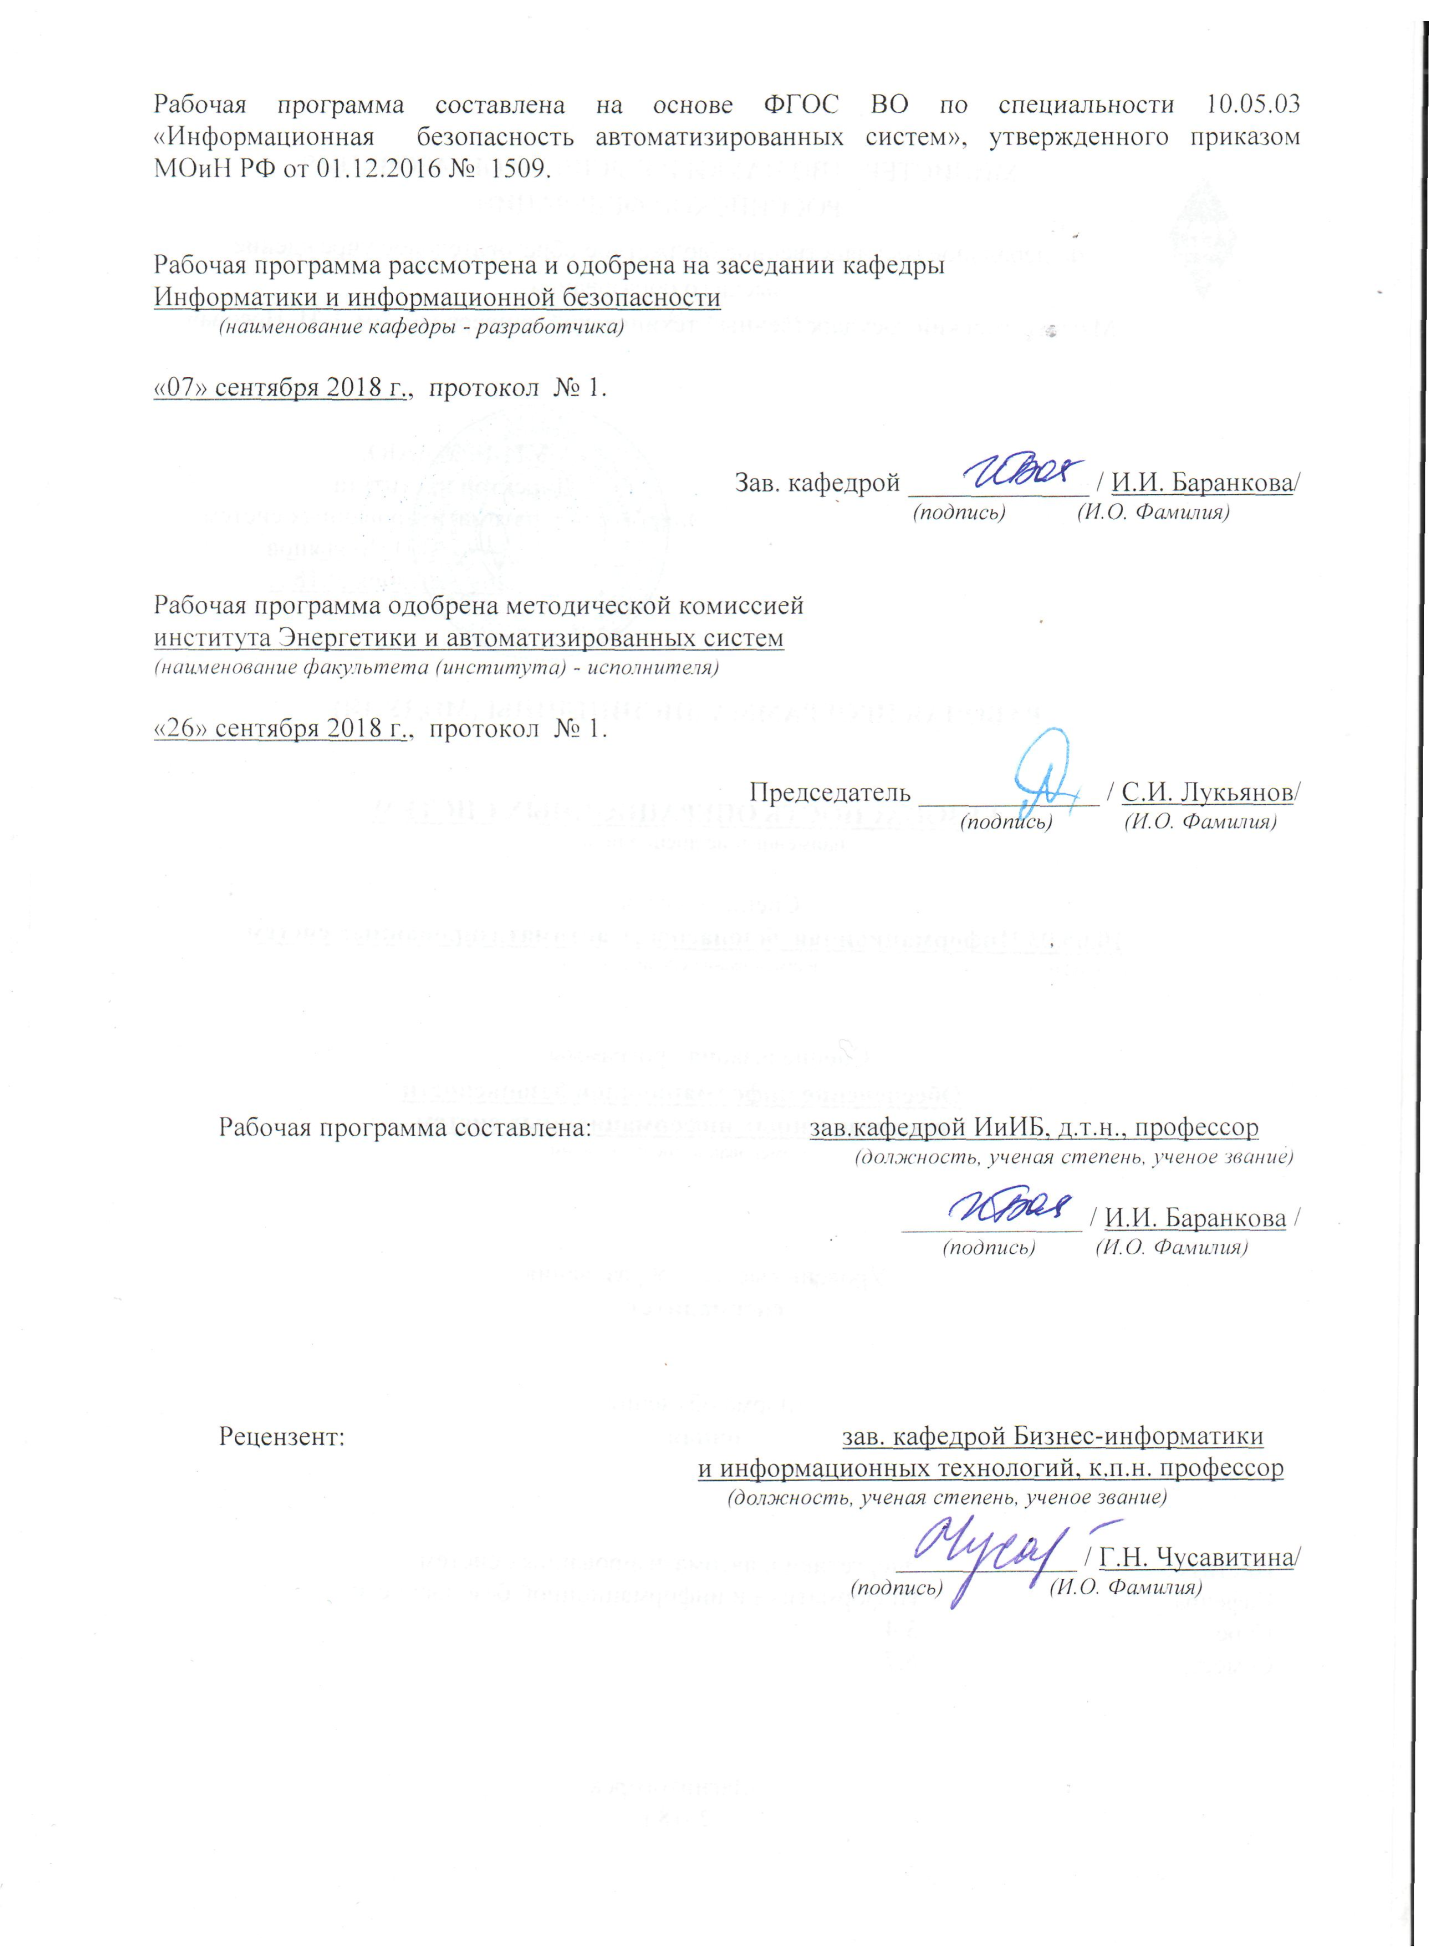 Рабочая программа составлена на основе ФГОС ВО по специальности 10.05.03
«Информационная безопасность автоматизированных систем», утвержденного приказом
МОиН РФ от 01.12.2016 № 1509.
Рабочая программа рассмотрена и одобрена на заседании кафедры
Информатики и информационной безопасности
(наименование кафедры - разработчика)
«07» сентября 2018 г., протокол № 1.
Зав. кафедрой _____________ / И.И. Баранкова/
(подпись) (И.О. Фамилия)
Рабочая программа одобрена методической комиссией
института Энергетики и автоматизированных систем
(наименование факультета (института) - исполнителя)
«26» сентября 2018 г., протокол № 1.
Председатель _____________ / С.И. Лукьянов/
(подпись) (И.О. Фамилия)
Рабочая программа составлена: зав.кафедрой ИиИБ, д.т.н., профессор
(должность, ученая степень, ученое звание)
_____________ / И.И. Баранкова /
(подпись) (И.О. Фамилия)
Рецензент: зав. кафедрой Бизнес-информатики
и информационных технологий, к.п.н. профессор
(должность, ученая степень, ученое звание)
_____________ / Г.Н. Чусавитина/
(подпись) (И.О. Фамилия)